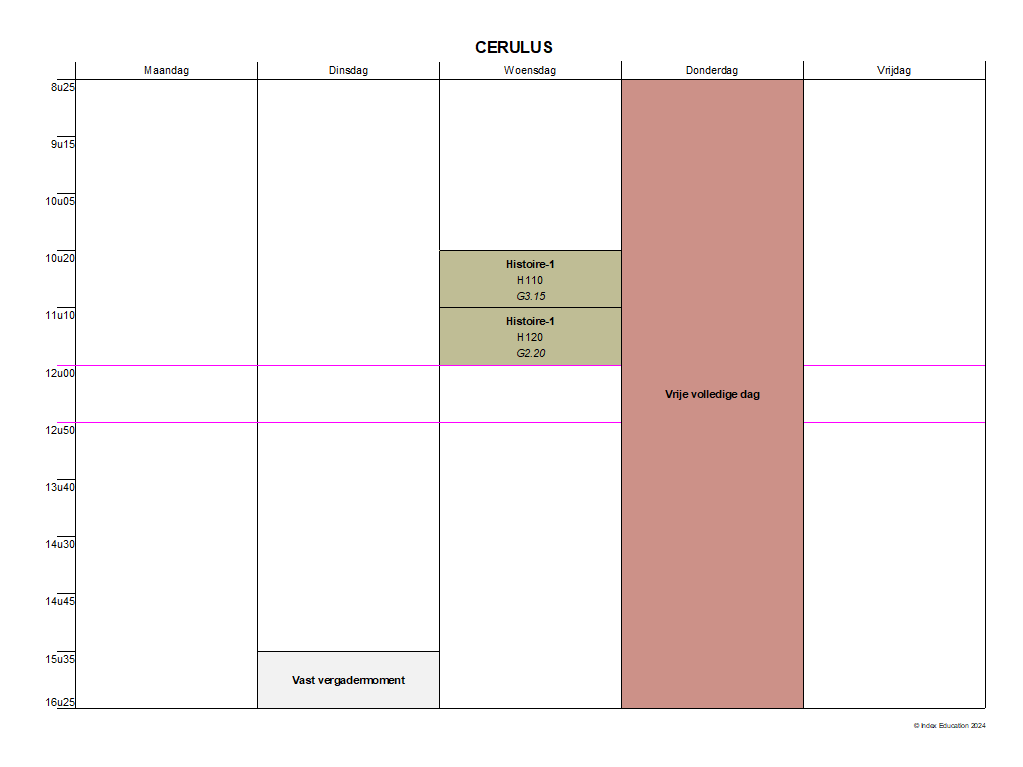 CERULUS
Maandag Dinsdag Woensdag Donderdag Vrijdag
8u25
9u15
10u05
10u20
Histoire-1
H110
G3.15
11u10
Histoire-1
H120
G2.20
12u00
Vrije volledige dag
12u50
13u40
14u30
14u45
15u35
Vast vergadermoment
16u25
© Index Education 2024